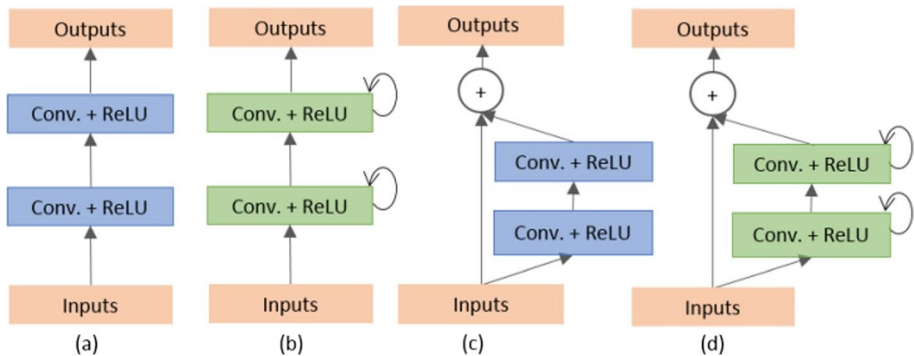 Outputs
Conv. + ReLU
Conv. + ReLU
Inputs
(a)
Outputs
Conv. + ReLU
Conv. + ReLU
Inputs
(b)
Outputs
+
Conv. + ReLU
Conv. + ReLU
Inputs
(c)
Outputs
+
Conv. + ReLU
Conv. + ReLU
Inputs
(d)